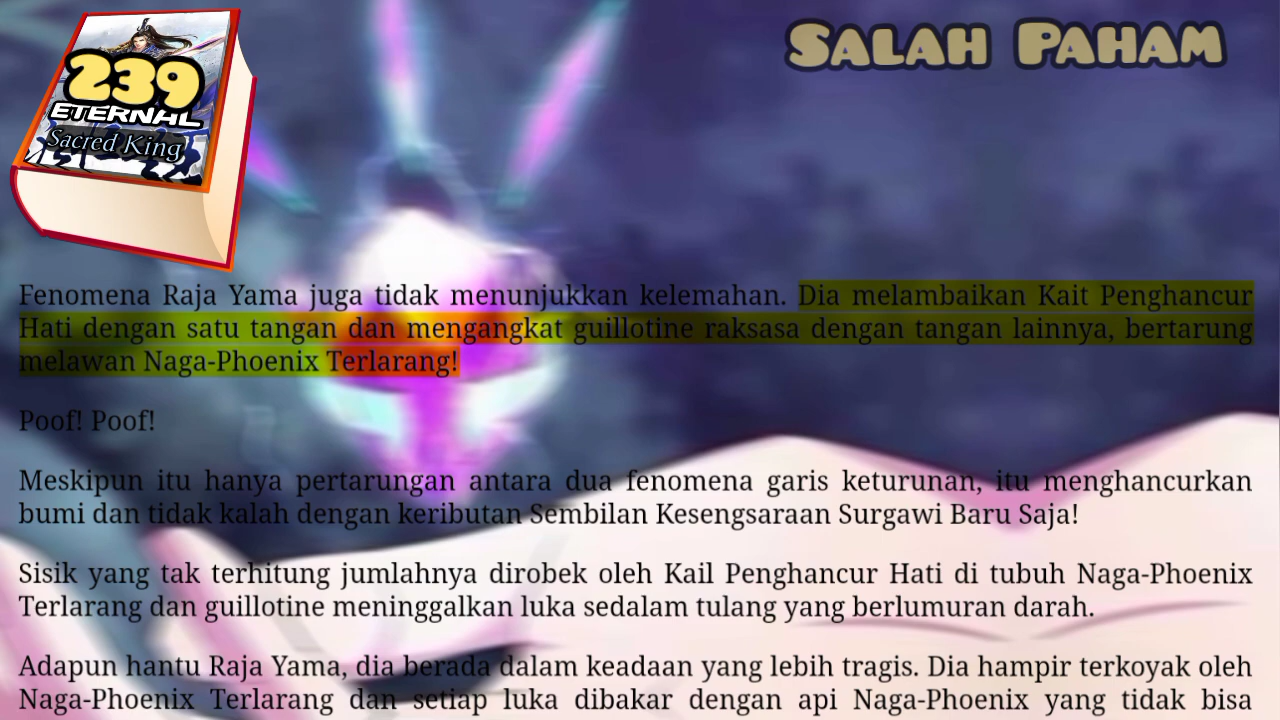 239
ETERNAL
Sacred King
SALAH PAHAM
Fenomena Raja Yama juga tidak menunjukkan kelemahan. Dia melambaikan Kait Penghancur
Hati dengan satu tangan dan mengangkat guillotine raksasa dengan tangan lainnya, bertarung
melawan Naga-Phoenix Terlarang!
Poof! Poof!
Meskipun itu hanya pertarungan antara dua fenomena garis keturunan, itu menghancurkan
bumi dan tidak kalah dengan keributan Sembilan Kesengsaraan Surgawi Baru Saja!
Sisik yang tak terhitung jumlahnya dirobek oleh Kail Penghancur Hati di tubuh Naga-Phoenix
Terlarang dan guillotine meninggalkan luka sedalam tulang yang berlumuran darah.
Adapun hantu Raja Yama, dia berada dalam keadaan yang lebih tragis. Dia hampir terkoyak oleh
Naga-Phoenix Terlarang dan setiap luka dibakar dengan api Naga-Phoenix yang tidak bisa